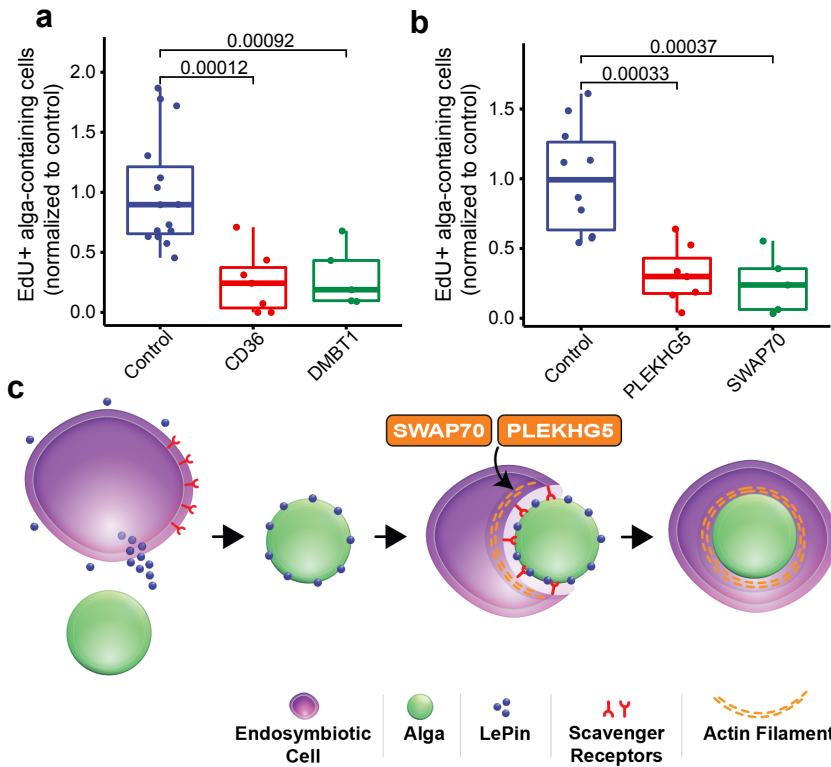 a
EdU+ alga-containing cells
(normalized to control)
0.00092
0.00012
2.0
1.5
1.0
0.5
0.0
Control
CD36
DMBT1
b
EdU+ alga-containing cells
(normalized to control)
0.00037
0.00033
1.5
1.0
0.5
0.0
Control
PLEKHG5
SWAP70
c
SWAP70
PLEKHG5
Endosymbiotic
Cell
Alga
LePin
Scavenger
Receptors
Actin Filament